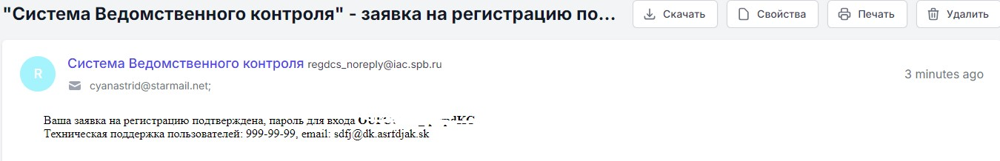 "Система Ведомственного контроля" - заявка на регистрацию по...
Скачать
Свойства
Печать
Удалить
R
Система Ведомственного контроля regdcs_noreply@iac.spb.ru
3 minutes ago
cyanastrid@starmail.net;
Ваша заявка на регистрацию подтверждена, пароль для входа
Техническая поддержка пользователей: 999-99-99, email: sdfj@dk.asrfdjak.sk